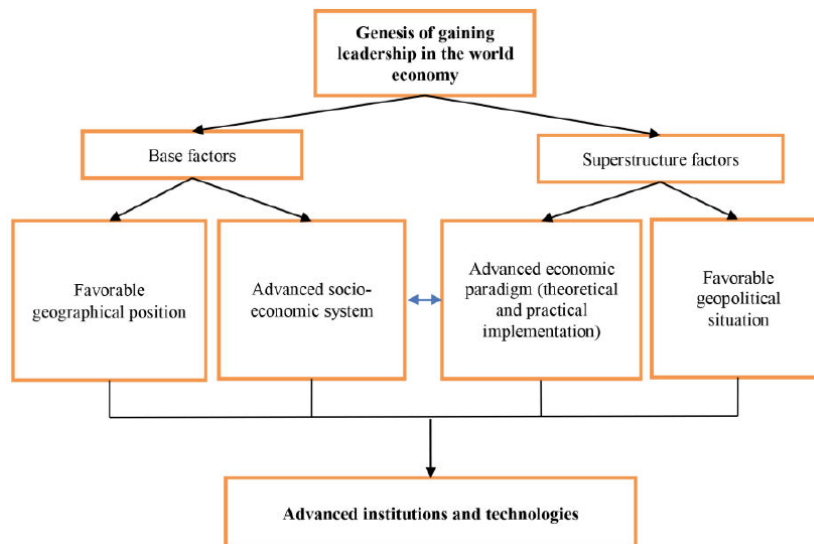 Genesis of gaining
leadership in the world
economy
Base factors
Superstructure factors
Favorable
geographical position
Advanced socio-
economic system
Advanced economic
paradigm (theoretical
and practical
implementation)
Favorable
geopolitical
situation
Advanced institutions and technologies